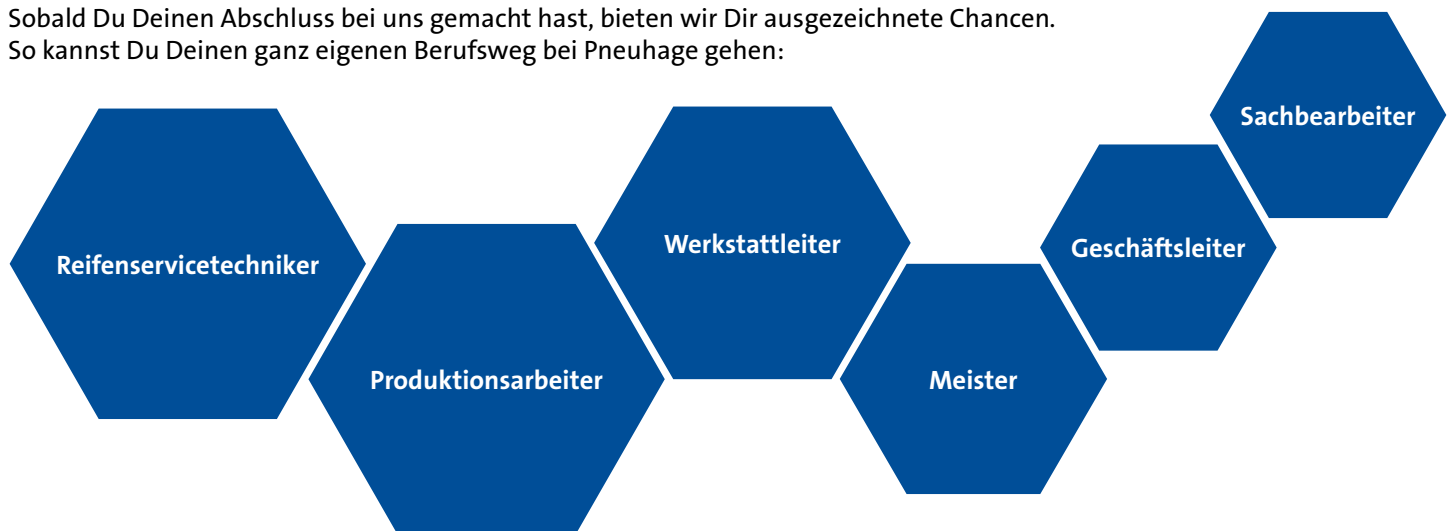 Sobald Du Deinen Abschluss bei uns gemacht hast, bieten wir Dir ausgezeichnete Chancen.
So kannst Du Deinen ganz eigenen Berufsweg bei Pneuhage gehen:
Reifenservicetechniker
Produktionsarbeiter
Werkstattleiter
Meister
Geschäftsleiter
Sachbearbeiter